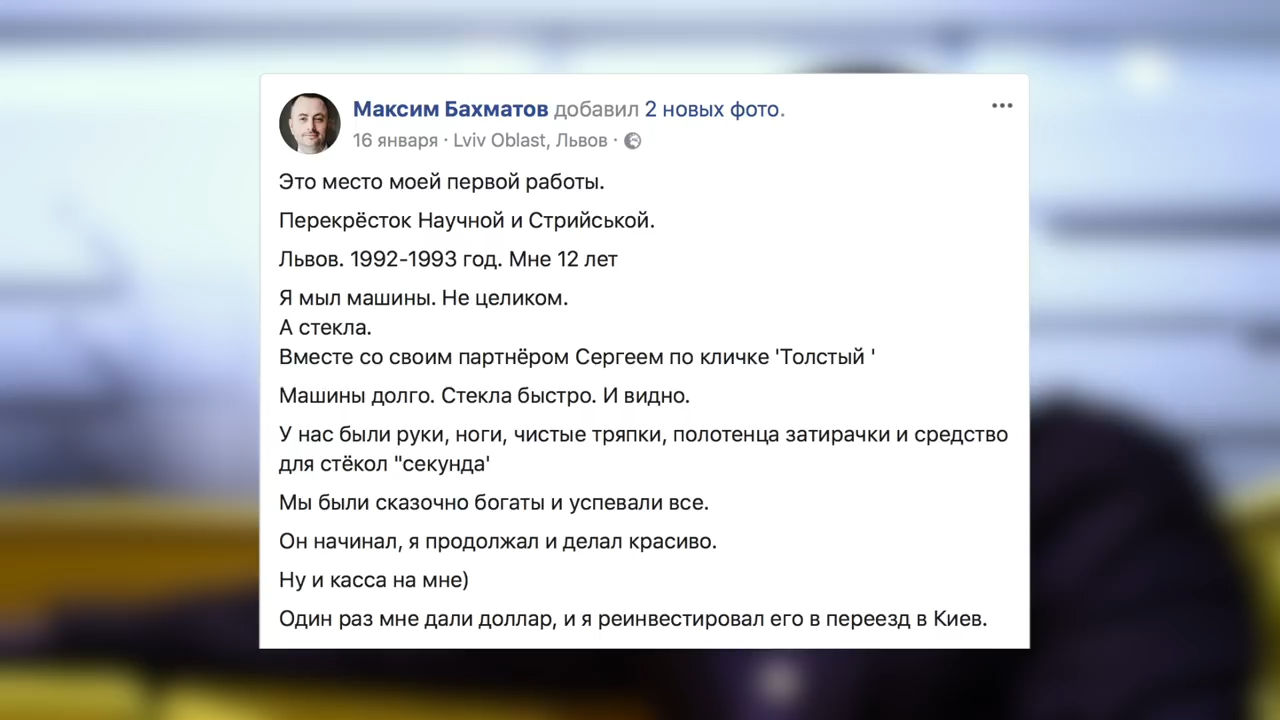 Максим Бахматов добавил 2 новых фото.
16 января · Lviv Oblast, Львов ·
Это место моей первой работы.
Перекрёсток Научной и Стрийськой.
Львов. 1992-1993 год. Мне 12 лет
Я мыл машины. Не целиком.
А стекла.
Вместе со своим партнёром Сергеем по кличке 'Толстый '
Машины долго. Стекла быстро. И видно.
У нас были руки, ноги, чистые тряпки, полотенца затирачки и средство
для стёкол "секунда'
Мы были сказочно богаты и успевали все.
Он начинал, я продолжал и делал красиво.
Ну и касса на мне)
Один раз мне дали доллар, и я реинвестировал его в переезд в Киев.